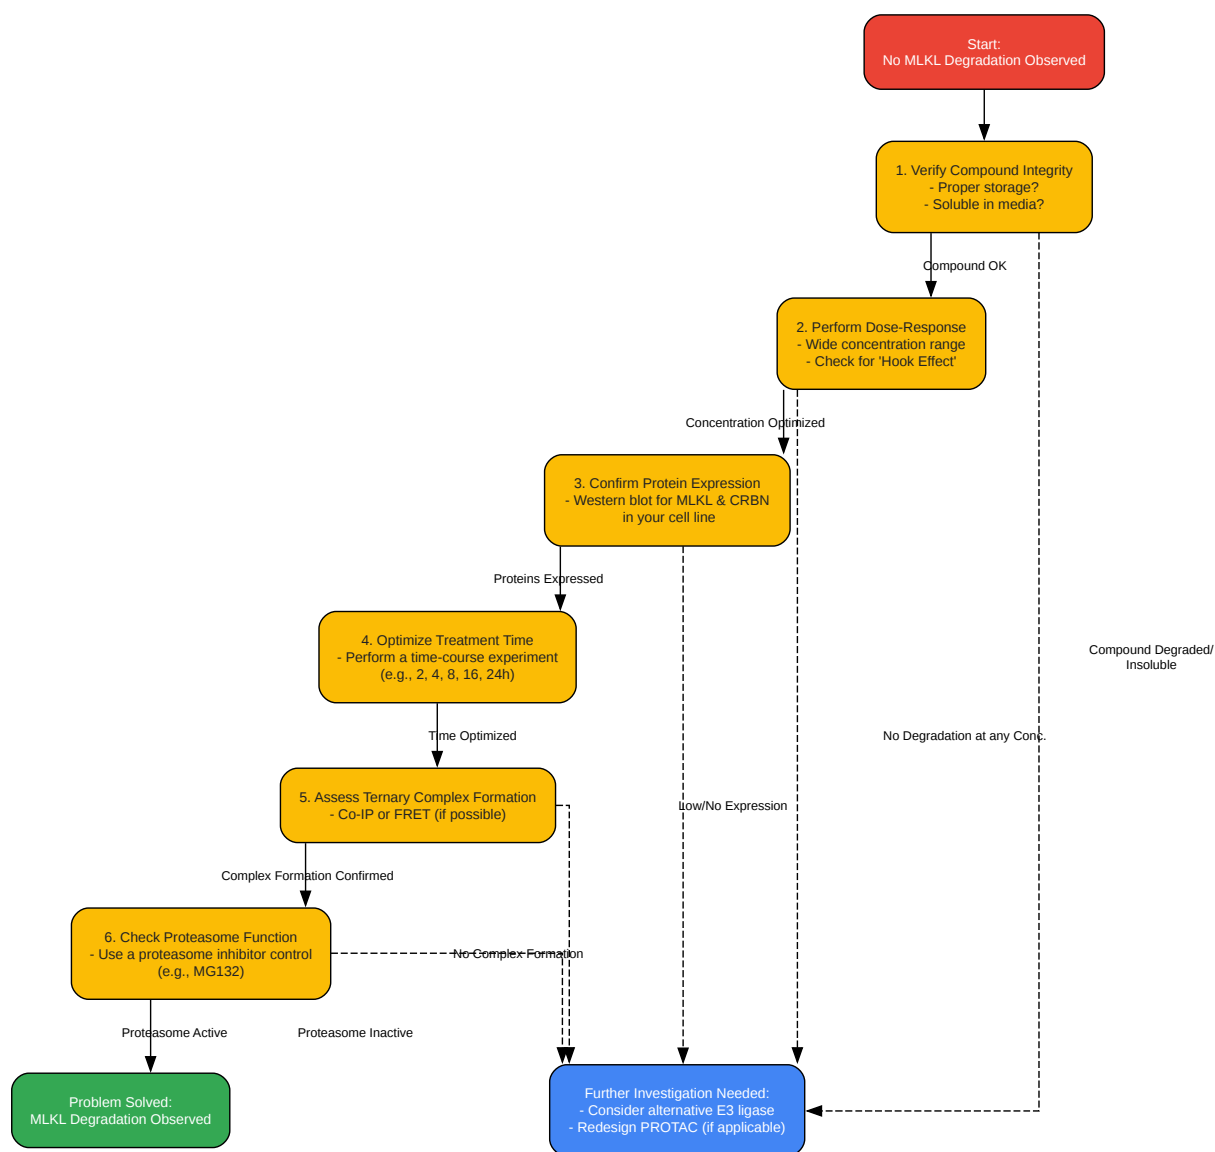 Start:
No MLKL Degradation Observed
1. Verify Compound Integrity
- Proper storage?
- Soluble in media?
Compound OK
2. Perform Dose-Response
- Wide concentration range
- Check for 'Hook Effect'
Concentration Optimized
3. Confirm Protein Expression
- Western blot for MLKL & CRBN
in your cell line
Proteins Expressed
4. Optimize Treatment Time
- Perform a time-course experiment
(e.g., 2, 4, 8, 16, 24h)
Compound Degraded/
Insoluble
Time Optimized
No Degradation at any Conc.
5. Assess Ternary Complex Formation
- Co-IP or FRET (if possible)
Low/No Expression
Complex Formation Confirmed
6. Check Proteasome Function
- Use a proteasome inhibitor control
(e.g., MG132)
No Complex Formation
Proteasome Active
Proteasome Inactive
Problem Solved:
MLKL Degradation Observed
Further Investigation Needed:
- Consider alternative E3 ligase
- Redesign PROTAC (if applicable)